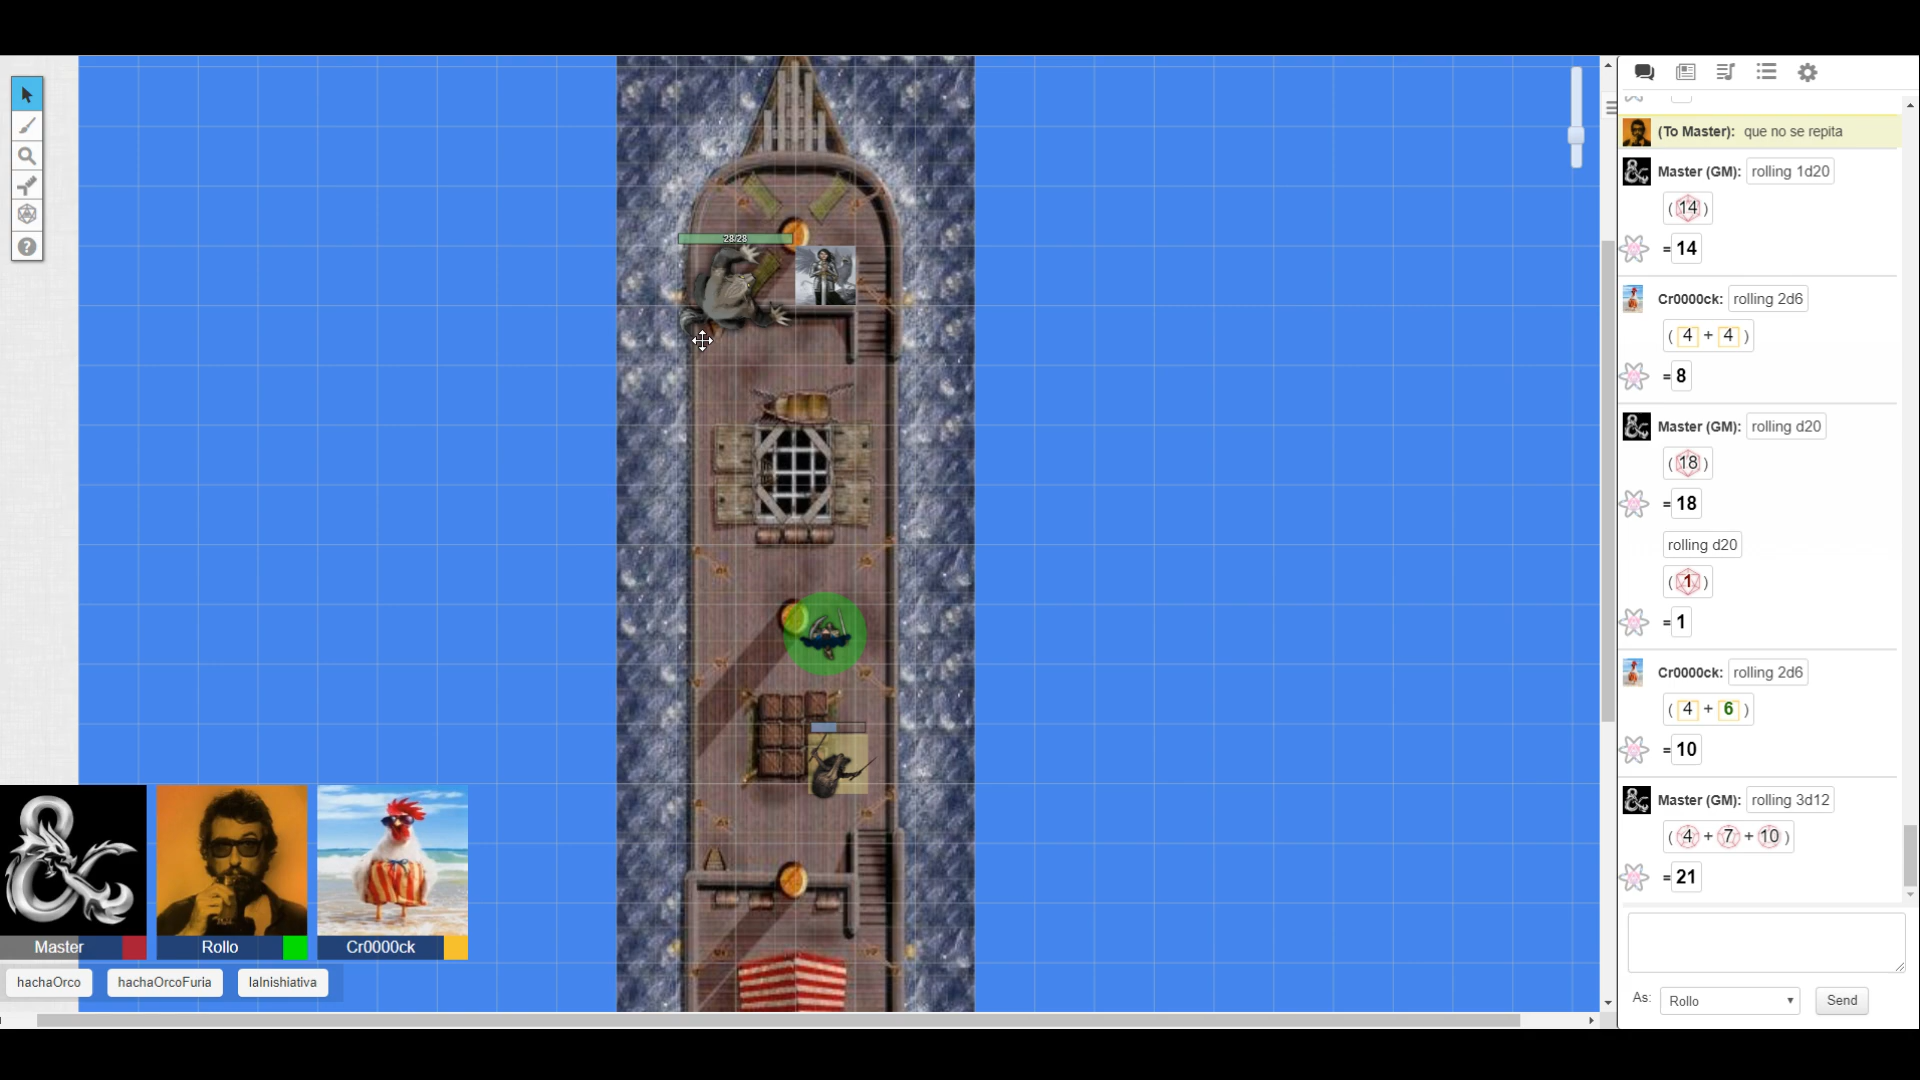 (To Master): que no se repita
Master (GM): rolling 1d20
(14)
=14
Cr0000ck: rolling 2d6
(4+4)
=8
Master (GM): rolling d20
(18)
=18
rolling d20
(1)
=1
Cr0000ck: rolling 2d6
(4+6)
=10
Master (GM): rolling 3d12
(4+7+10)
=21
As: Rollo Send
28/28
?
Master Rollo Cr0000ck
hachaOrco hachaOrcoFuria laInishiativa